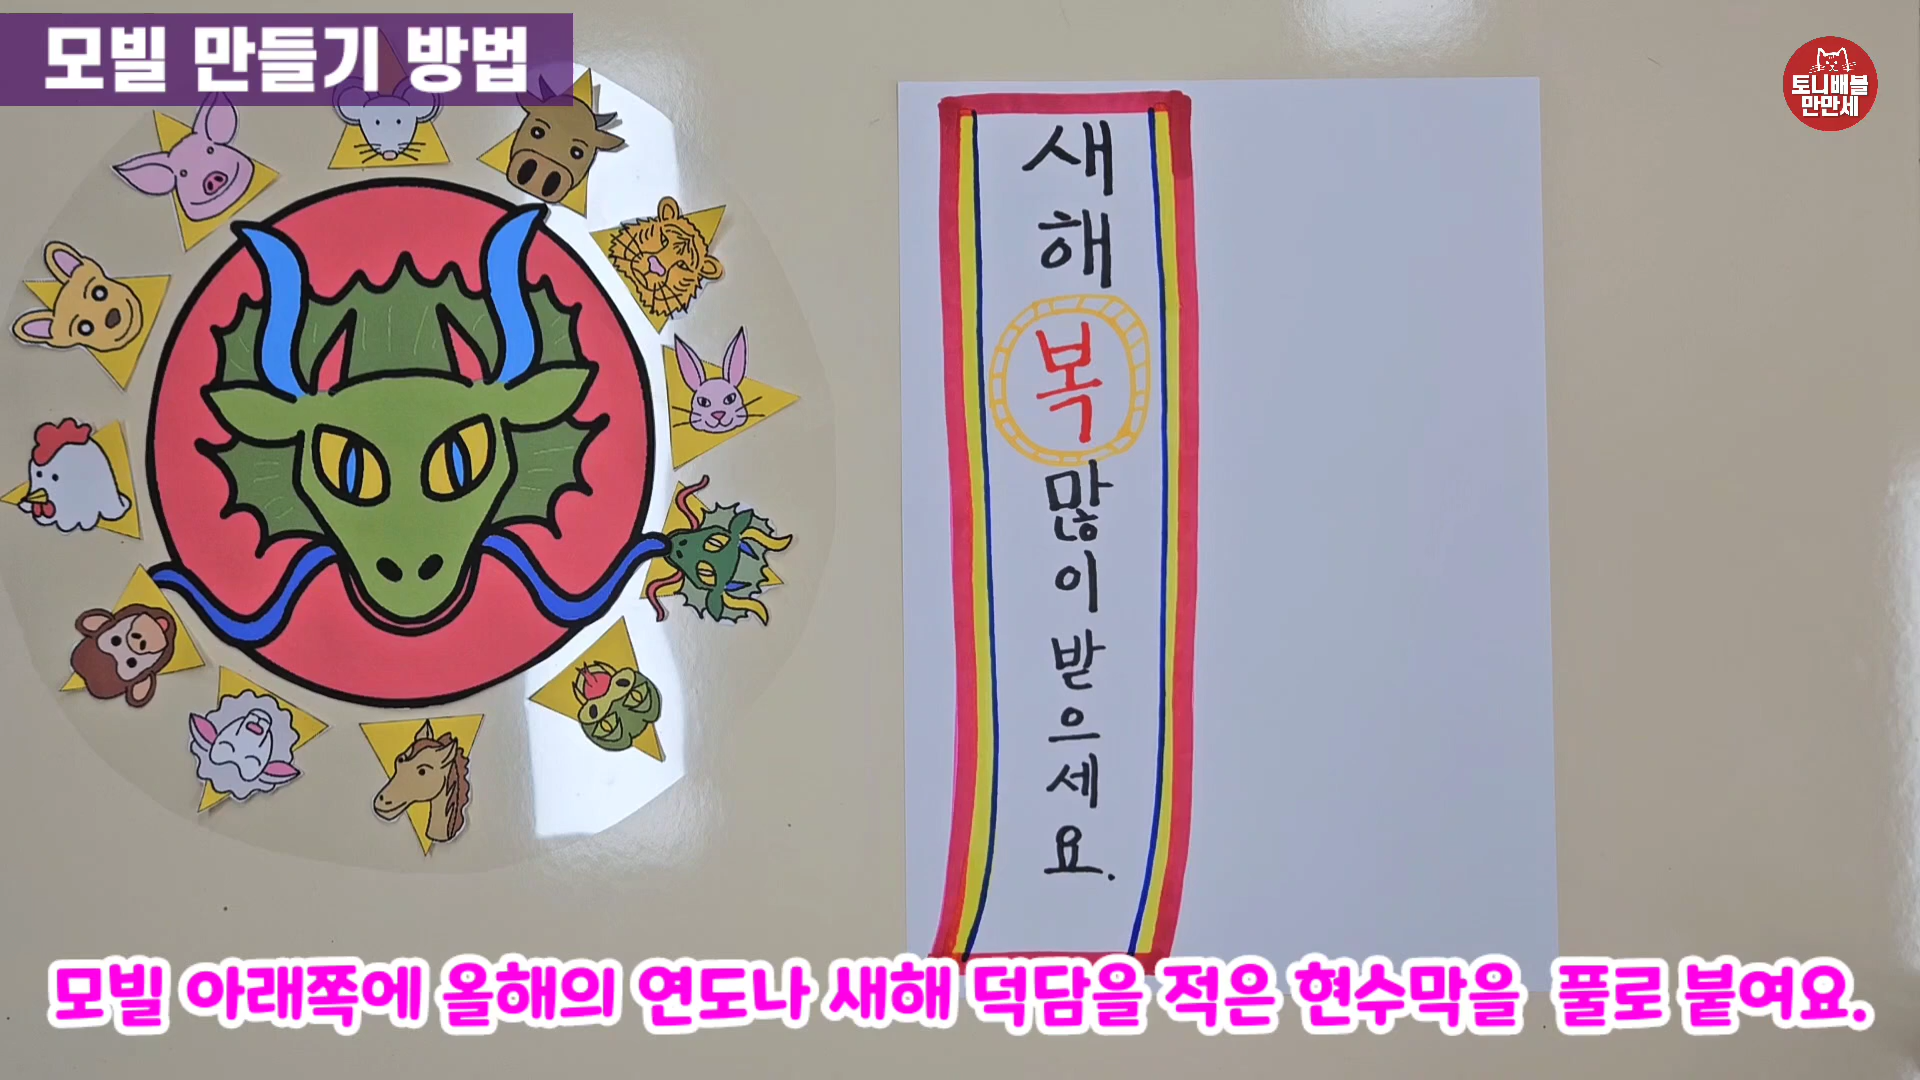 모빌 만들기 방법
토니배블
만만세
새
해
복
많
이
받
으
세
요.
모빌 아래쪽에 올해의 연도나 새해 덕담을 적은 현수막을 풀로 붙여요.